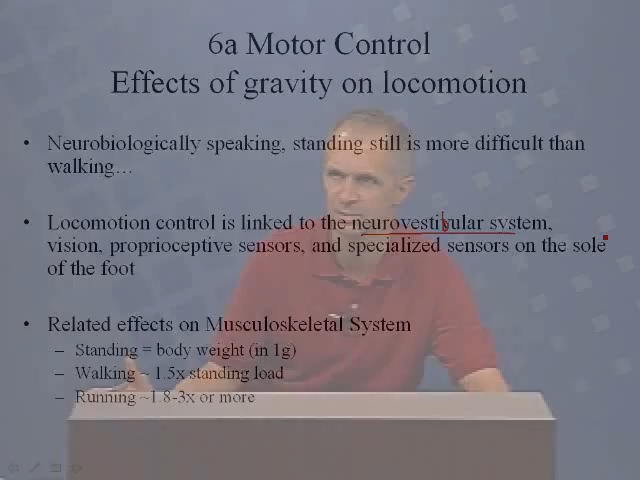 6a Motor Control
Effects of gravity on locomotion
• Neurobiologically speaking, standing still is more difficult than
walking…
• Locomotion control is linked to the neurovestivular system,
vision, proprioceptive sensors, and specialized sensors on the sole
of the foot
• Related effects on Musculoskeletal System
– Standing = body weight (in 1g)
– Walking ~ 1.5x standing load
– Running ~1.8-3x or more